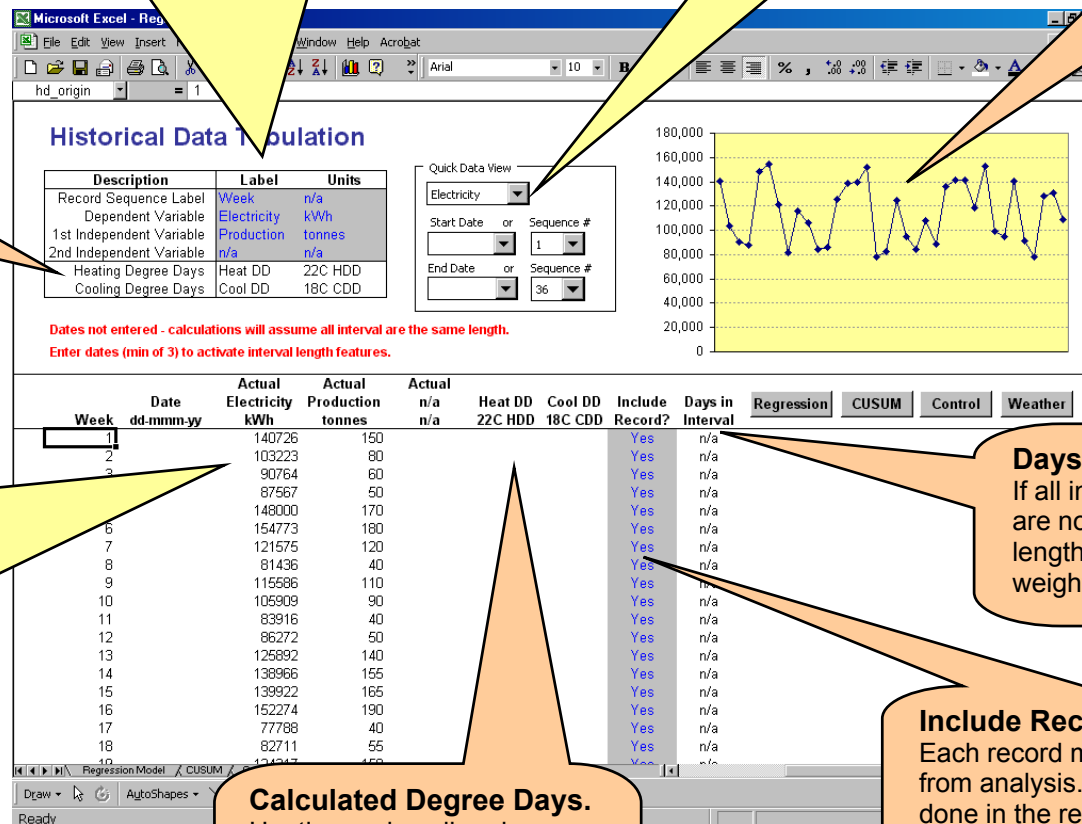 Microsoft Excel - Reg
File Edit View Insert Window Help Acrobat
Arial 10 B % ,
hd_origin = 1
Historical Data Tabulation
Description Label Units
Record Sequence Label Week n/a
Dependent Variable Electricity kWh
1st Independent Variable Production tonnes
2nd Independent Variable n/a n/a
Heating Degree Days Heat DD 22C HDD
Cooling Degree Days Cool DD 18C CDD
Quick Data View
Electricity
Start Date or Sequence #
1
End Date or Sequence #
36
180,000
160,000
140,000
120,000
100,000
80,000
60,000
40,000
20,000
0
Dates not entered - calculations will assume all interval are the same length.
Enter dates (min of 3) to activate interval length features.
Actual Actual Actual
Date Electricity Production n/a Heat DD Cool DD Include Days in
Week dd-mmm-yy kWh tonnes n/a 22C HDD 18C CDD Record? Interval
Regression CUSUM Control Weather
1 140726 150 Yes n/a
2 103223 80 Yes n/a
3 90764 60 Yes n/a
87567 50 Yes n/a
148000 170 Yes n/a
6 154773 180 Yes n/a
7 121575 120 Yes n/a
8 81436 40 Yes n/a
9 115586 110 Yes n/a
10 105909 90 Yes n/a
11 83916 40 Yes n/a
12 86272 50 Yes n/a
13 125892 140 Yes n/a
14 138966 155 Yes n/a
15 139922 165 Yes n/a
16 152274 190 Yes n/a
17 77788 40 Yes n/a
18 82711 55 Yes n/a
Days
If all in
are no
length
weigh
Include Rec
Each record n
from analysis.
done in the re
Regression Model CUSUM
Draw AutoShapes
Calculated Degree Days.
Ready